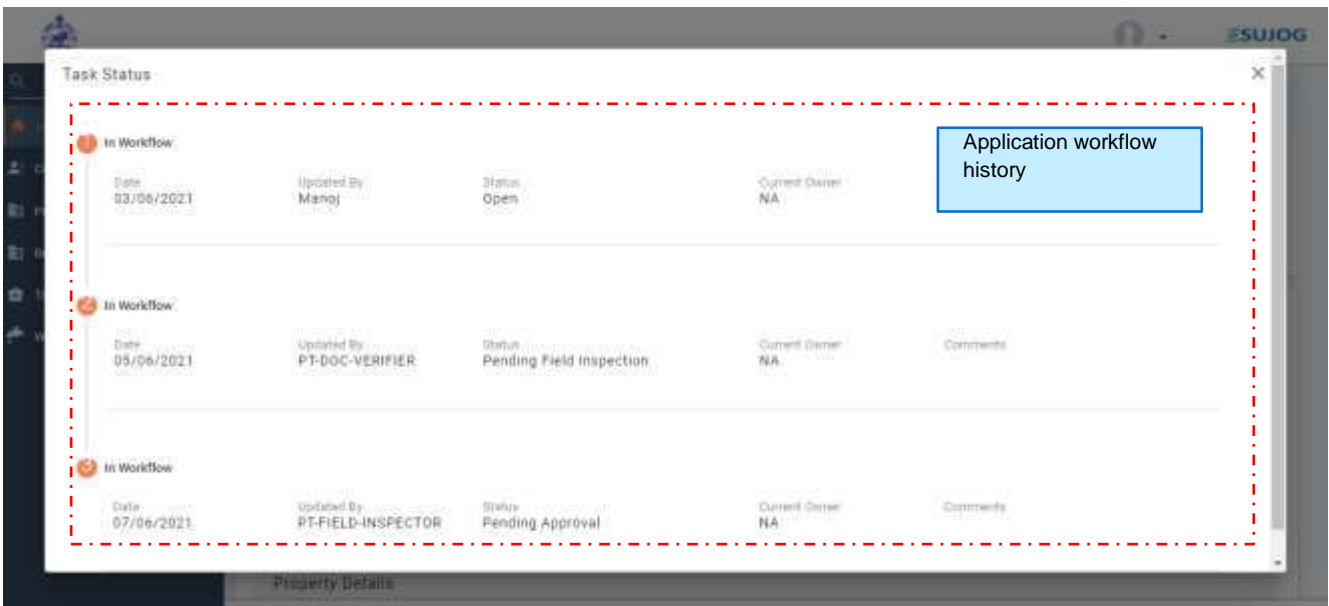 ESUJOG
Task Status
In Workflow
Application workflow
history
Date Updated By Status Current Owner
03/06/2021 Manoj Open NA
In Workflow
Date Updated By Status Current Owner Comments
05/06/2021 PT-DOC-VERIFIER Pending Field Inspection NA
In Workflow
Date Updated By Status Current Owner Comments
07/06/2021 PT-FIELD-INSPECTOR Pending Approval NA
Property Details